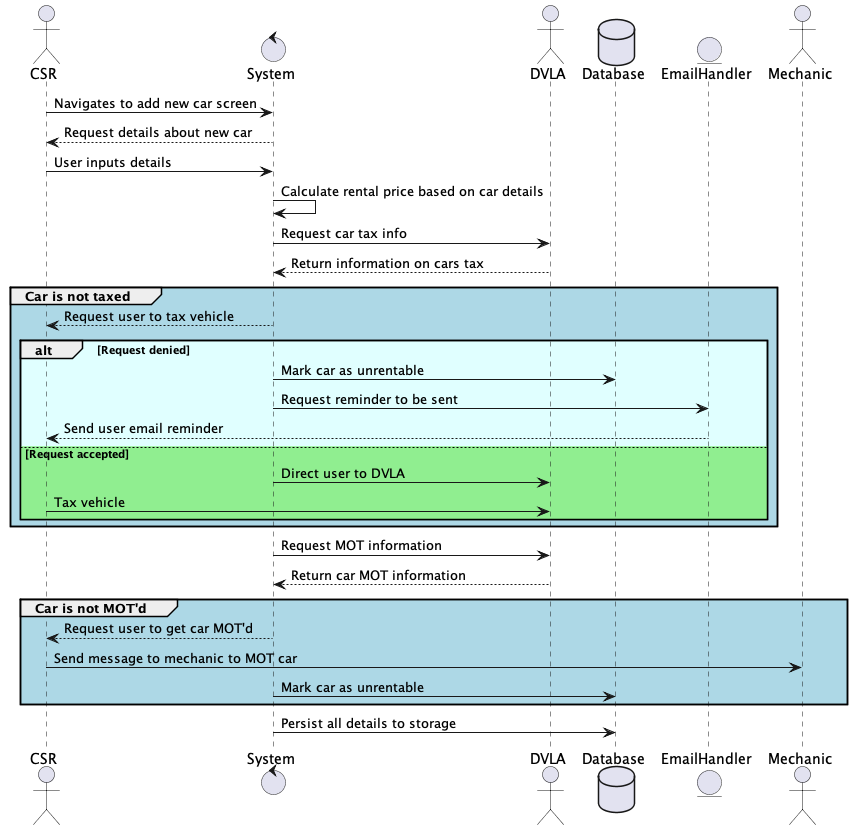 CSR
System
DVLA
Database
EmailHandler
Mechanic
Navigates to add new car screen
Request details about new car
User inputs details
Calculate rental price based on car details
Request car tax info
Return information on cars tax
Car is not taxed
Request user to tax vehicle
alt
[Request denied]
Mark car as unrentable
Request reminder to be sent
Send user email reminder
[Request accepted]
Direct user to DVLA
Tax vehicle
Request MOT information
Return car MOT information
Car is not MOT'd
Request user to get car MOT'd
Send message to mechanic to MOT car
Mark car as unrentable
Persist all details to storage
CSR
System
DVLA
Database
EmailHandler
Mechanic